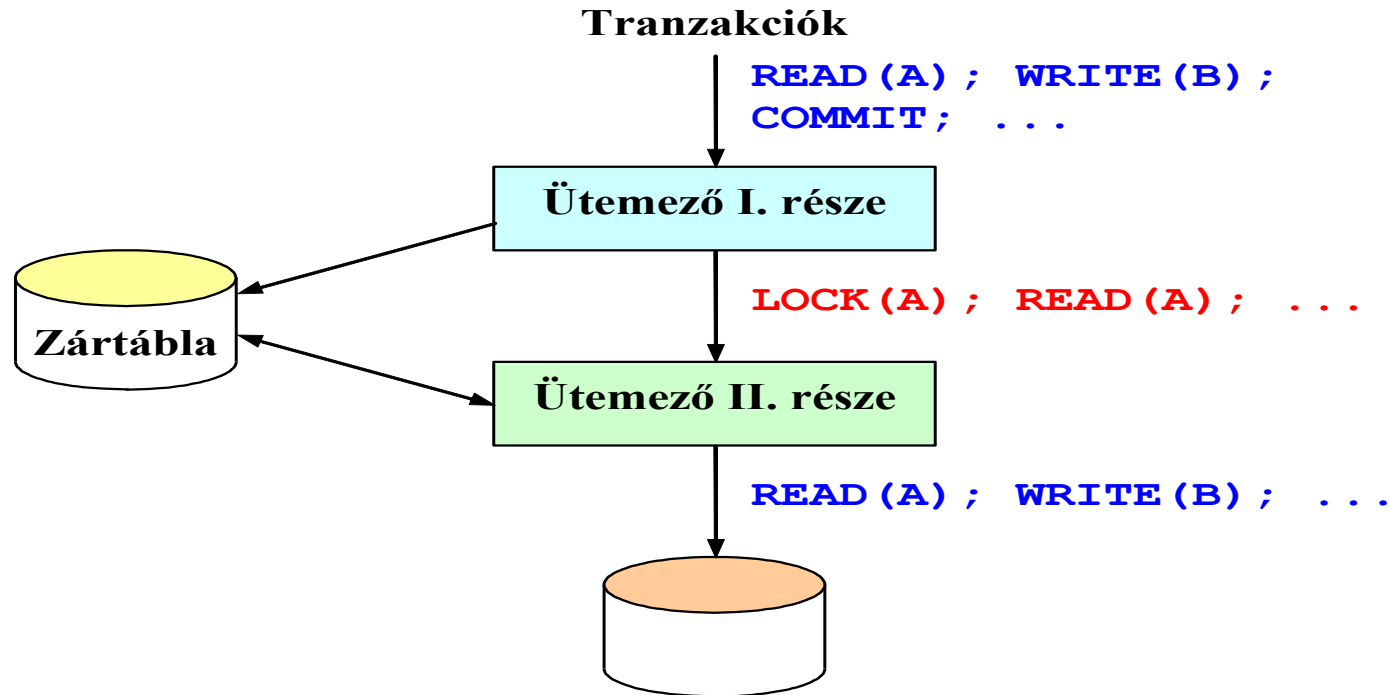 Tranzakciók
READ(A); WRITE(B);
COMMIT; ...
Ütemező I. része
LOCK(A); READ(A); ...
Zártábla
Ütemező II. része
READ(A); WRITE(B); ...